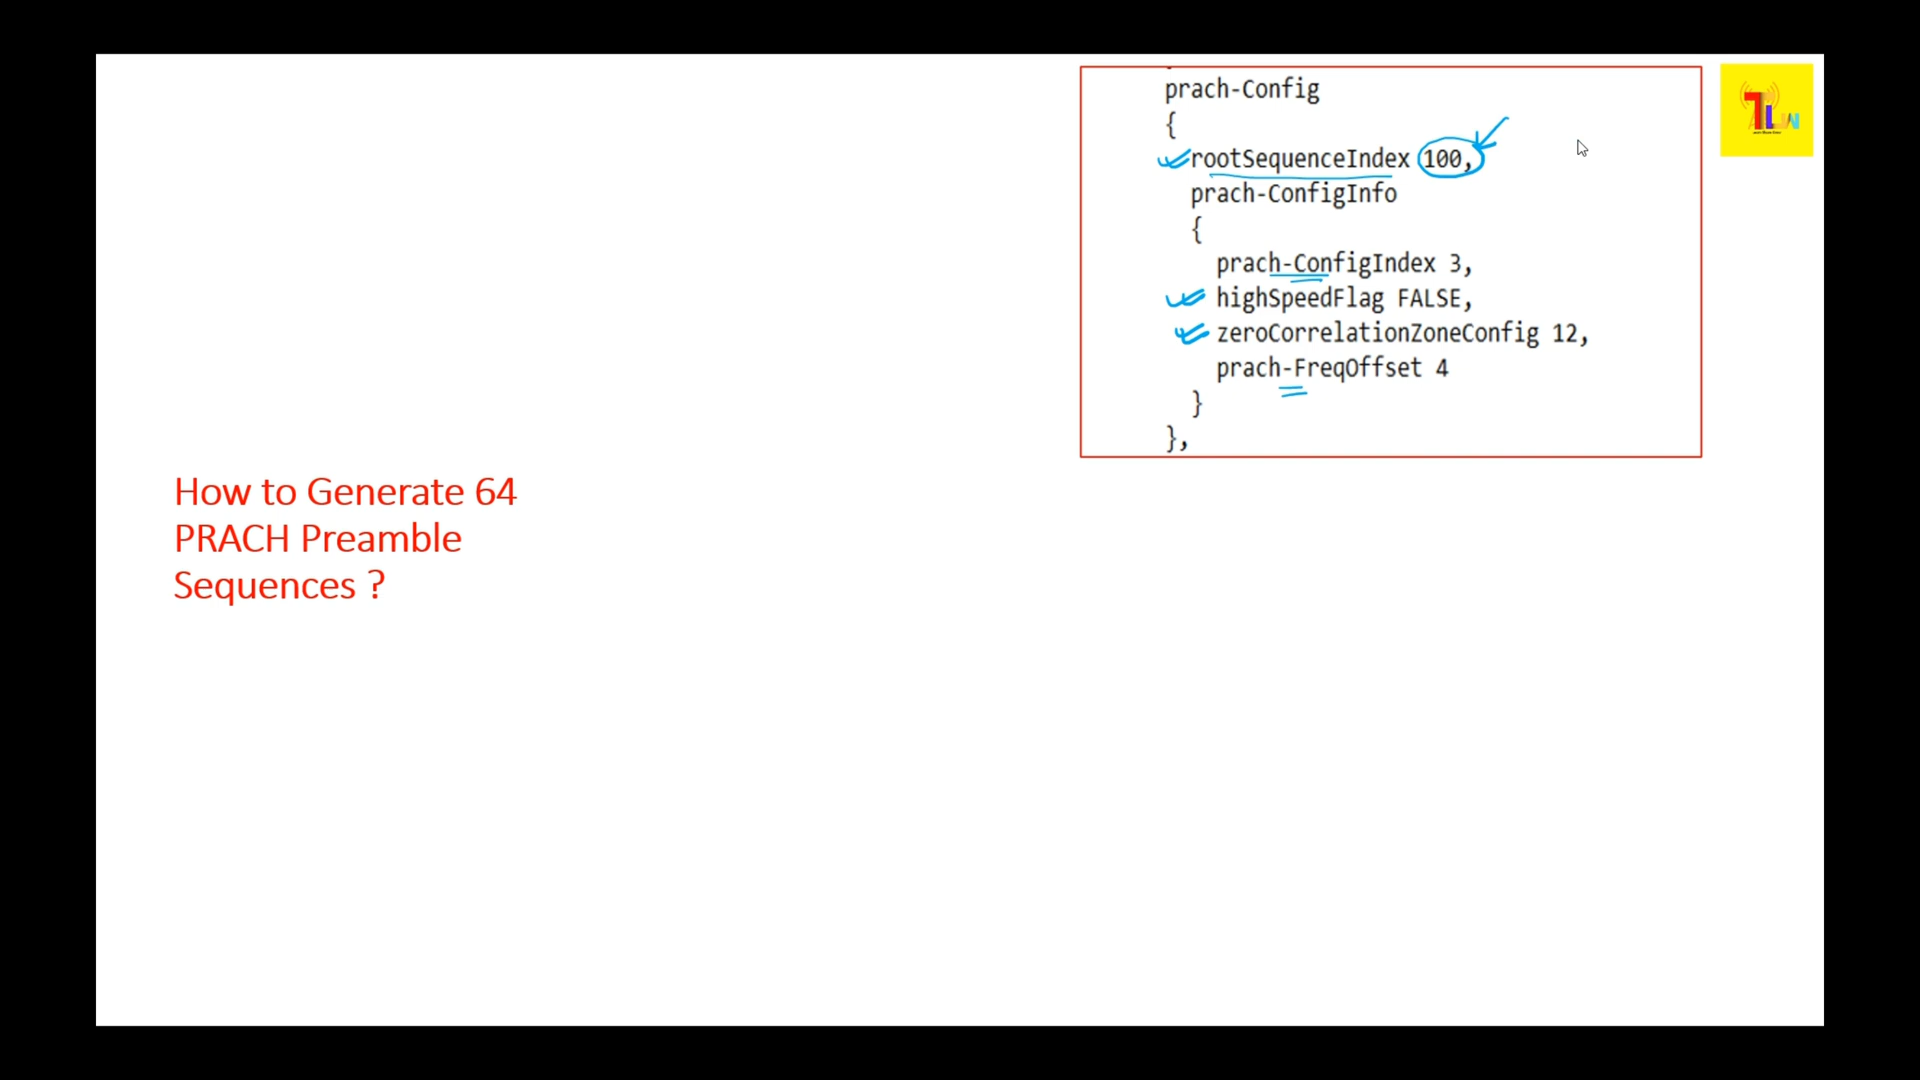 prach-Config
{
rootSequenceIndex 100,
prach-ConfigInfo
{
prach-ConfigIndex 3,
highSpeedFlag FALSE,
zeroCorrelationZoneConfig 12,
prach-FreqOffset 4
}
},
How to Generate 64
PRACH Preamble
Sequences ?